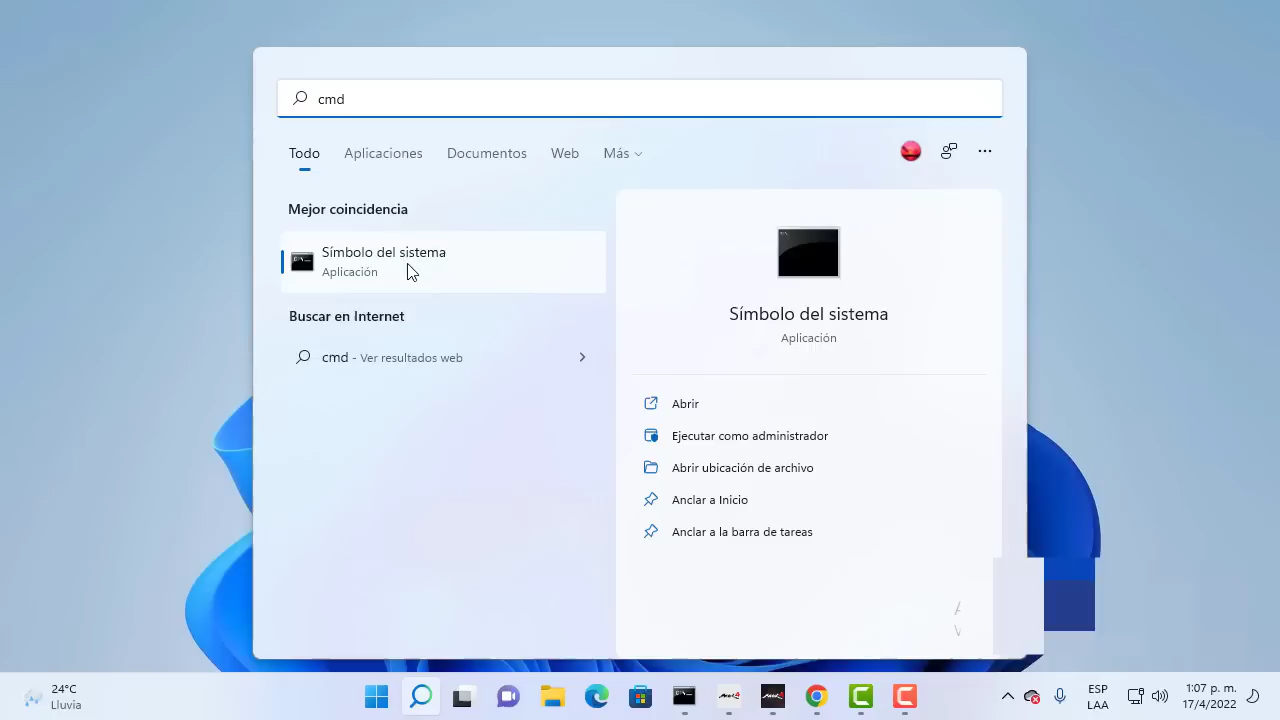 cmd
Todo
Aplicaciones
Documentos
Web
Más
Mejor coincidencia
Símbolo del sistema
Aplicación
Buscar en Internet
cmd - Ver resultados web
Símbolo del sistema
Aplicación
Abrir
Ejecutar como administrador
Abrir ubicación de archivo
Anclar a Inicio
Anclar a la barra de tareas
24°C
Lluvia
ESP
LAA
1:07 p. m.
17/4/2022